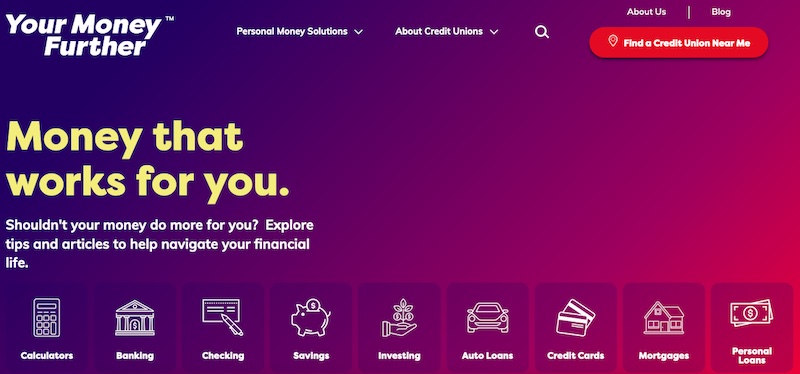 Your Money ™
Further
Personal Money Solutions
About Credit Unions
About Us | Blog
Find a Credit Union Near Me
Money that
works for you.
Shouldn't your money do more for you?  Explore
tips and articles to help navigate your financial
life.
Calculators
Banking
Checking
Savings
Investing
Auto Loans
Credit Cards
Mortgages
Personal
Loans